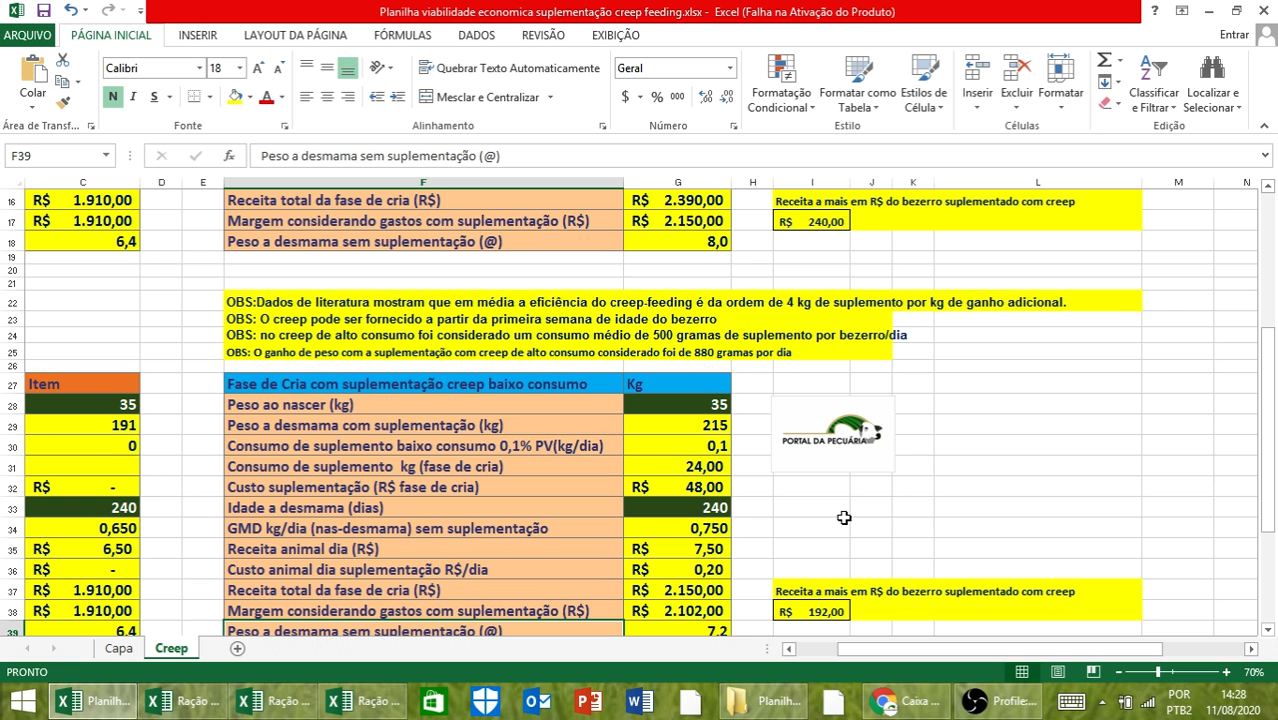 Planilha viabilidade economica suplementação creep feeding.xlsx - Excel (Falha na Ativação do Produto)
ARQUIVO PÁGINA INICIAL INSERIR LAYOUT DA PÁGINA FÓRMULAS DADOS REVISÃO EXIBIÇÃO Entrar
Colar
Calibri 18
N I S
Quebrar Texto Automaticamente
Mesclar e Centralizar
Geral
$ % 000
Formatação Condicional
Formatar como Tabela
Estilos de Célula
Inserir Excluir Formatar
Classificar e Filtrar
Localizar e Selecionar
Área de Transf... Fonte Alinhamento Número Estilo Células Edição
F39 fx Peso a desmama sem suplementação (@)
C D E F G H I J K L M N
16 R$ 1.910,00 Receita total da fase de cria (R$) R$ 2.390,00 Receita a mais em R$ do bezerro suplementado com creep
17 R$ 1.910,00 Margem considerando gastos com suplementação (R$) R$ 2.150,00 R$ 240,00
18 6,4 Peso a desmama sem suplementação (@) 8,0
19
20
21
22 OBS:Dados de literatura mostram que em média a eficiência do creep-feeding é da ordem de 4 kg de suplemento por kg de ganho adicional.
23 OBS: O creep pode ser fornecido a partir da primeira semana de idade do bezerro
24 OBS: no creep de alto consumo foi considerado um consumo médio de 500 gramas de suplemento por bezerro/dia
25 OBS: O ganho de peso com a suplementação com creep de alto consumo considerado foi de 880 gramas por dia
26
27 Item Fase de Cria com suplementação creep baixo consumo Kg
28 35 Peso ao nascer (kg) 35
29 191 Peso a desmama com suplementação (kg) 215
30 0 Consumo de suplemento baixo consumo 0,1% PV(kg/dia) 0,1
PORTAL DA PECUÁRIA
31 Consumo de suplemento kg (fase de cria) 24,00
32 R$ - Custo suplementação (R$ fase de cria) R$ 48,00
33 240 Idade a desmama (dias) 240
34 0,650 GMD kg/dia (nas-desmama) sem suplementação 0,750
35 R$ 6,50 Receita animal dia (R$) R$ 7,50
36 R$ - Custo animal dia suplementação R$/dia R$ 0,20
37 R$ 1.910,00 Receita total da fase de cria (R$) R$ 2.150,00 Receita a mais em R$ do bezerro suplementado com creep
38 R$ 1.910,00 Margem considerando gastos com suplementação (R$) R$ 2.102,00 R$ 192,00
39 6,4 Peso a desmama sem suplementação (@) 7,2
Capa Creep
PRONTO 70%
Planilh... Ração ... Ração ... Ração ... Planilh... Caixa ... Profile:... POR 14:28
PTB2 11/08/2020